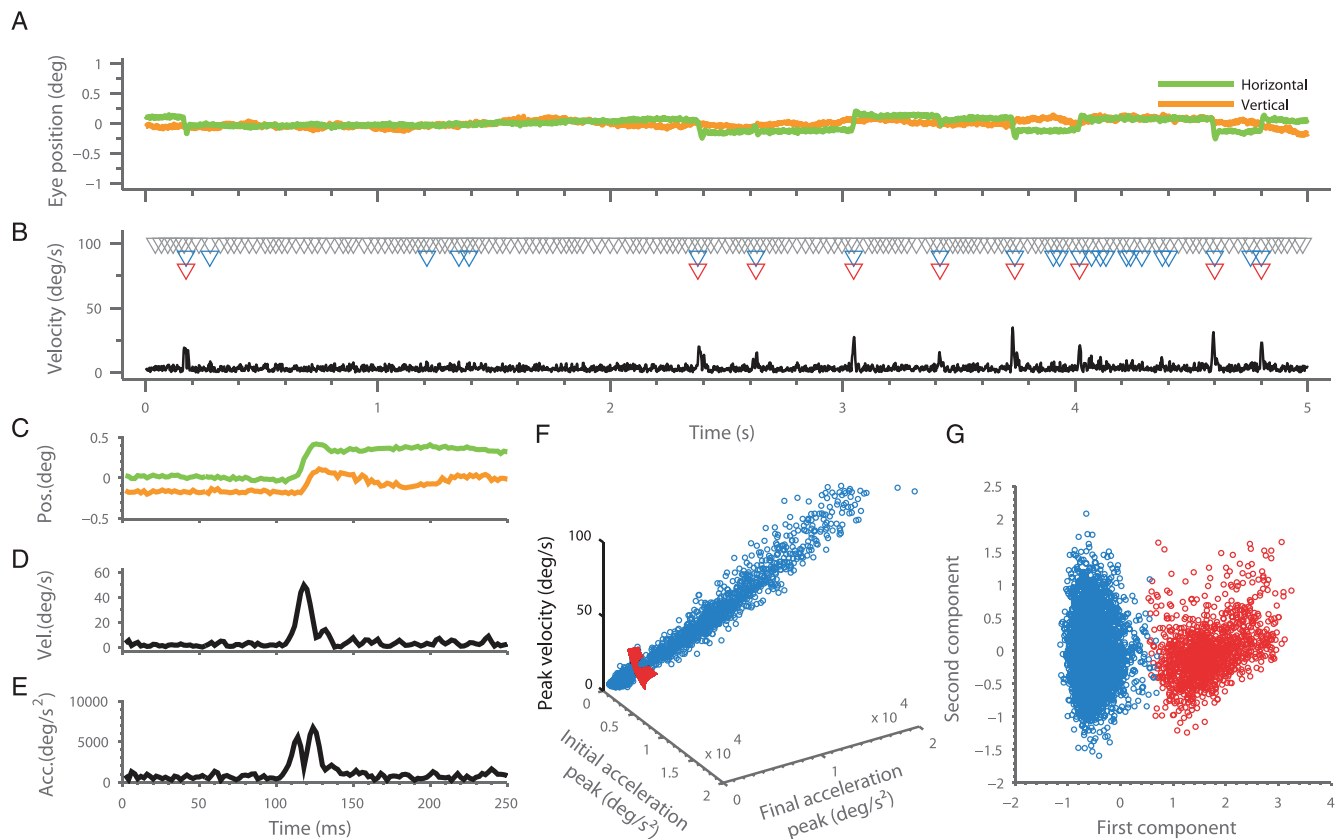 A
Eye position (deg)
1
0.5
0
−0.5
−1
Horizontal
Vertical
B
Velocity (deg/s)
100
50
0
0 1 2 3 4 5
Time (s)
C
Pos.(deg)
0.5
0
−0.5
D
Vel.(deg/s)
60
40
20
0
E
Acc.(deg/s²)
10000
5000
0
0 50 100 150 200 250
Time (ms)
F
Peak velocity (deg/s)
100
50
0
0
0.5
1
1.5
2
x 10⁴
Initial acceleration
peak (deg/s²)
0
1
2
x 10⁴
Final acceleration
peak (deg/s²)
G
Second component
2.5
2
1.5
1
0.5
0
−0.5
−1
−1.5
−2
−2 −1 0 1 2 3 4
First component